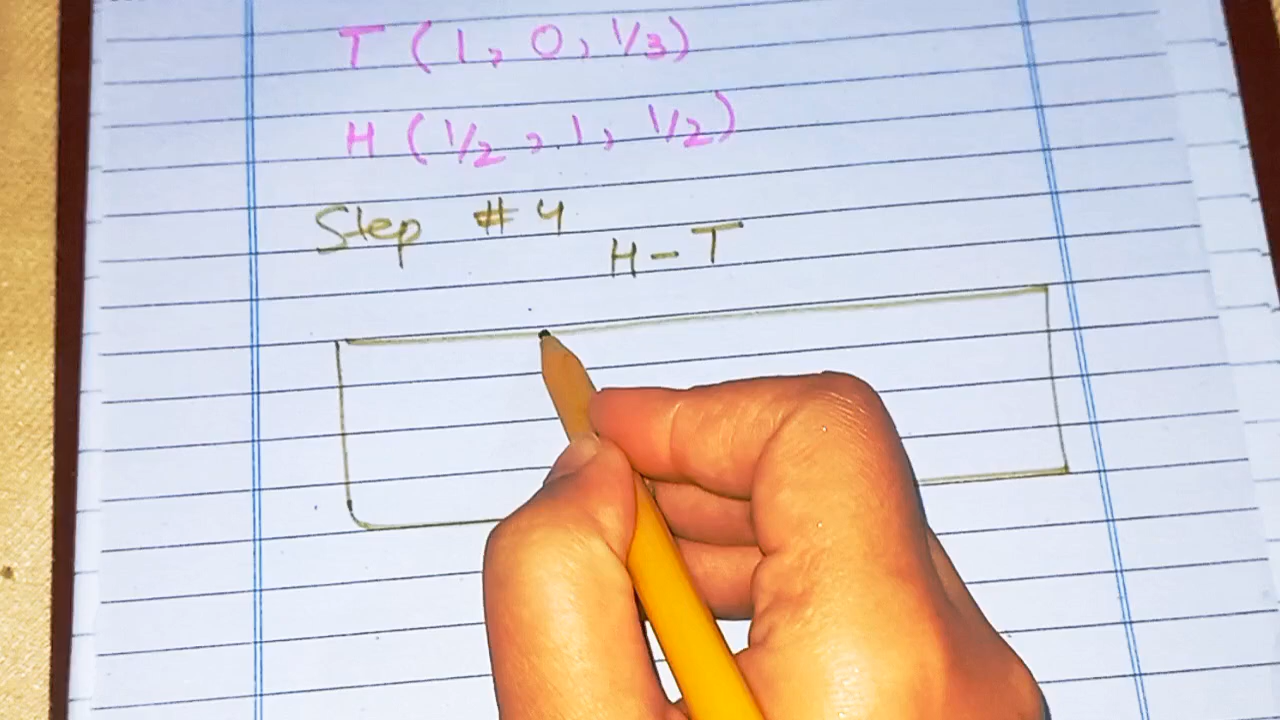 T (1, 0, 1/3)
H (1/2, 1, 1/2)
Step # 4
H - T